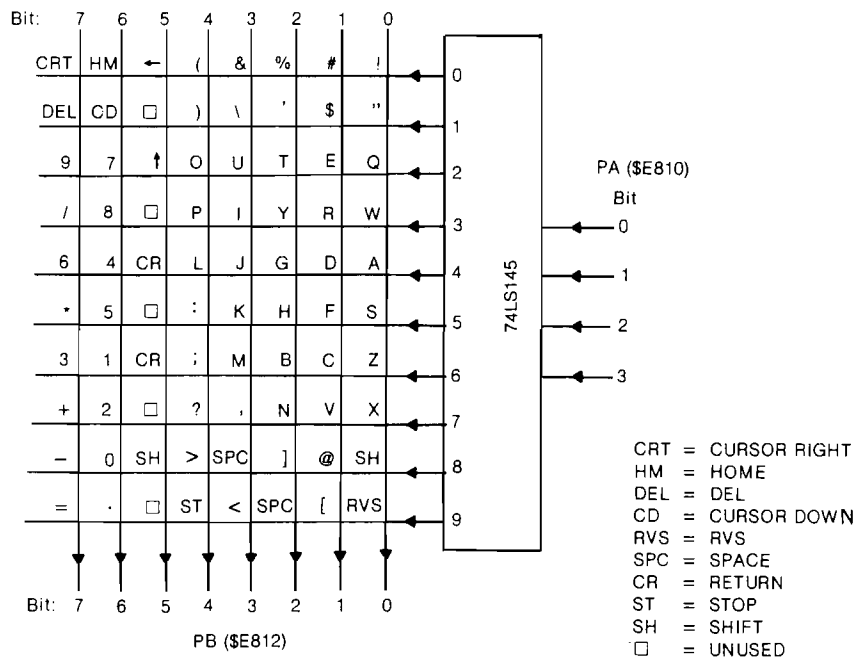 Bit: 7 6 5 4 3 2 1 0
CRT HM ← ( & % # ! 0
DEL CD □ ) \ ' $ " 1
9 7 ↑ O U T E Q 2
/ 8 □ P I Y R W 3
6 4 CR L J G D A 4
* 5 □ : K H F S 5
3 1 CR ; M B C Z 6
+ 2 □ ? , N V X 7
- 0 SH > SPC ] @ SH 8
= . □ ST < SPC [ RVS 9
Bit: 7 6 5 4 3 2 1 0
PB ($E812)
74LS145
PA ($E810)
Bit
0
1
2
3
CRT = CURSOR RIGHT
HM = HOME
DEL = DEL
CD = CURSOR DOWN
RVS = RVS
SPC = SPACE
CR = RETURN
ST = STOP
SH = SHIFT
□ = UNUSED